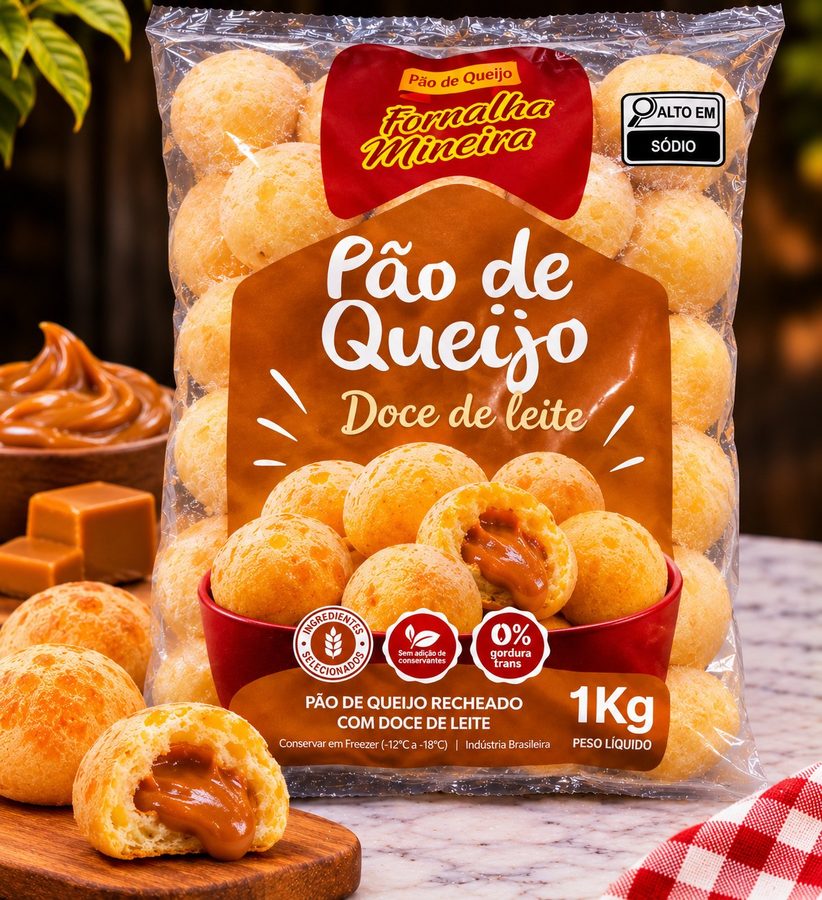 Pão de Queijo
Fornalha
Mineira
ALTO EM
SÓDIO
Pão de
Queijo
Doce de leite
INGREDIENTES
SELECIONADOS
Sem adição de
conservantes
0%
gordura
trans
PÃO DE QUEIJO RECHEADO
COM DOCE DE LEITE
Conservar em Freezer (-12°C a -18°C) | Indústria Brasileira
1Kg
PESO LÍQUIDO